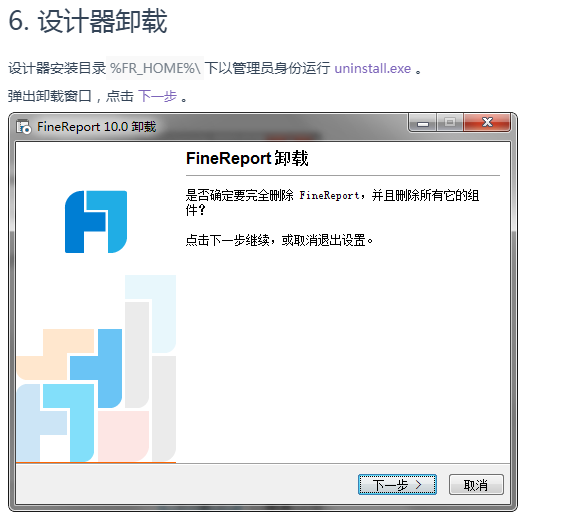 6. 设计器卸载
设计器安装目录 %FR_HOME%\ 下以管理员身份运行 uninstall.exe 。
弹出卸载窗口，点击 下一步 。
FineReport 10.0 卸载
FineReport 卸载
是否确定要完全删除 FineReport，并且删除所有它的组
件？
点击下一步继续，或取消退出设置。
下一步 >
取消